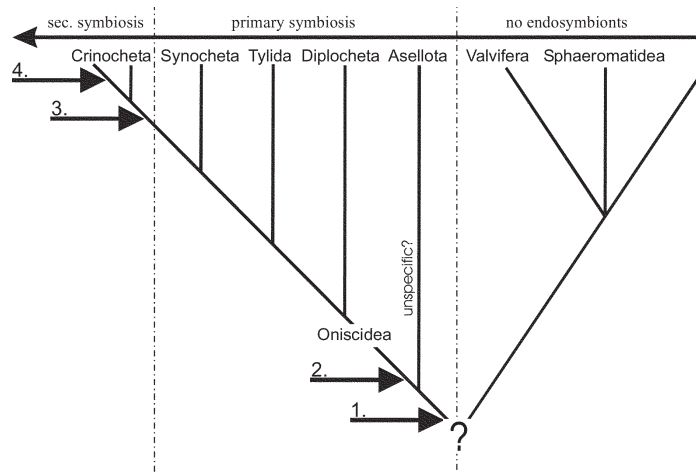 sec. symbiosis primary symbiosis no endosymbionts
Crinocheta Synocheta Tylida Diplocheta Asellota Valvifera Sphaeromatidea
4.
3.
unspecific?
Oniscidea
2.
1.
?